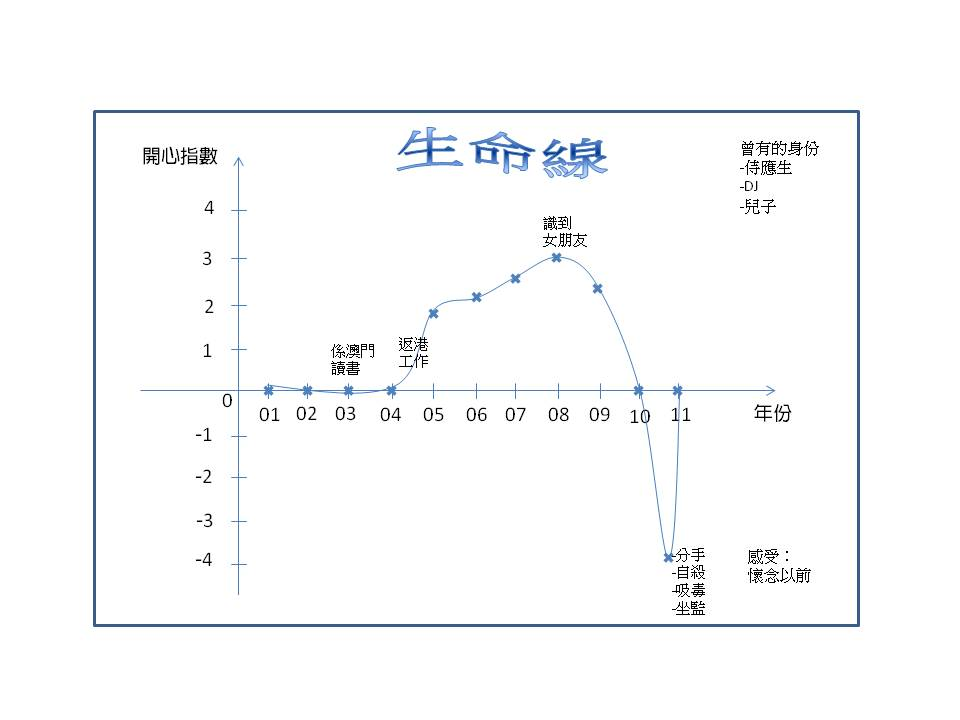 生命線
開心指數
曾有的身份
-侍應生
-DJ
-兒子
4
3
2
1
0
-1
-2
-3
-4
識到
女朋友
係澳門
讀書
返港
工作
01 02 03 04 05 06 07 08 09 10 11
年份
-分手
-自殺
-吸毒
-坐監
感受：
懷念以前